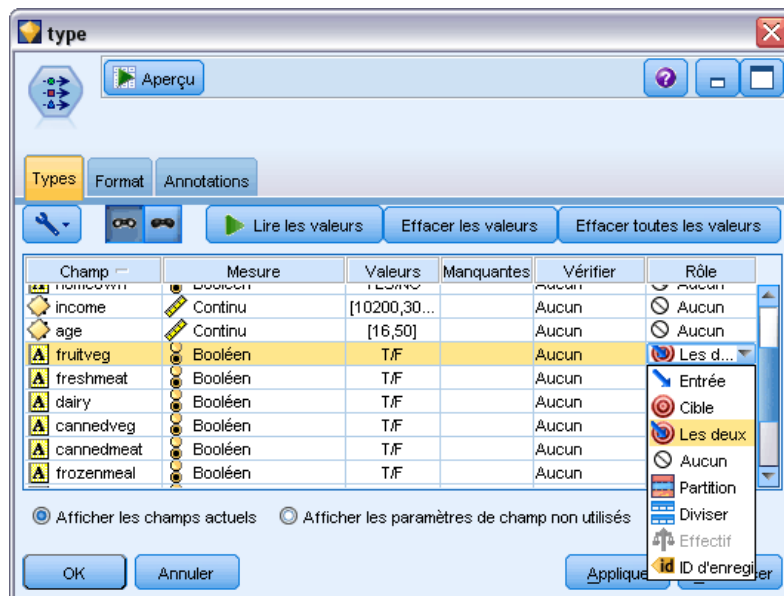 type
Aperçu
Types Format Annotations
Lire les valeurs Effacer les valeurs Effacer toutes les valeurs
Champ Mesure Valeurs Manquantes Vérifier Rôle
income Continu [10200,30... Aucun Aucun
age Continu [16,50] Aucun Aucun
A fruitveg Booléen T/F Aucun Les d...
A freshmeat Booléen T/F Aucun
A dairy Booléen T/F Aucun
A cannedveg Booléen T/F Aucun
A cannedmeat Booléen T/F Aucun
A frozenmeal Booléen T/F Aucun
Entrée
Cible
Les deux
Aucun
Partition
Diviser
Effectif
id ID d'enregi
Afficher les champs actuels Afficher les paramètres de champ non utilisés
OK Annuler Applique